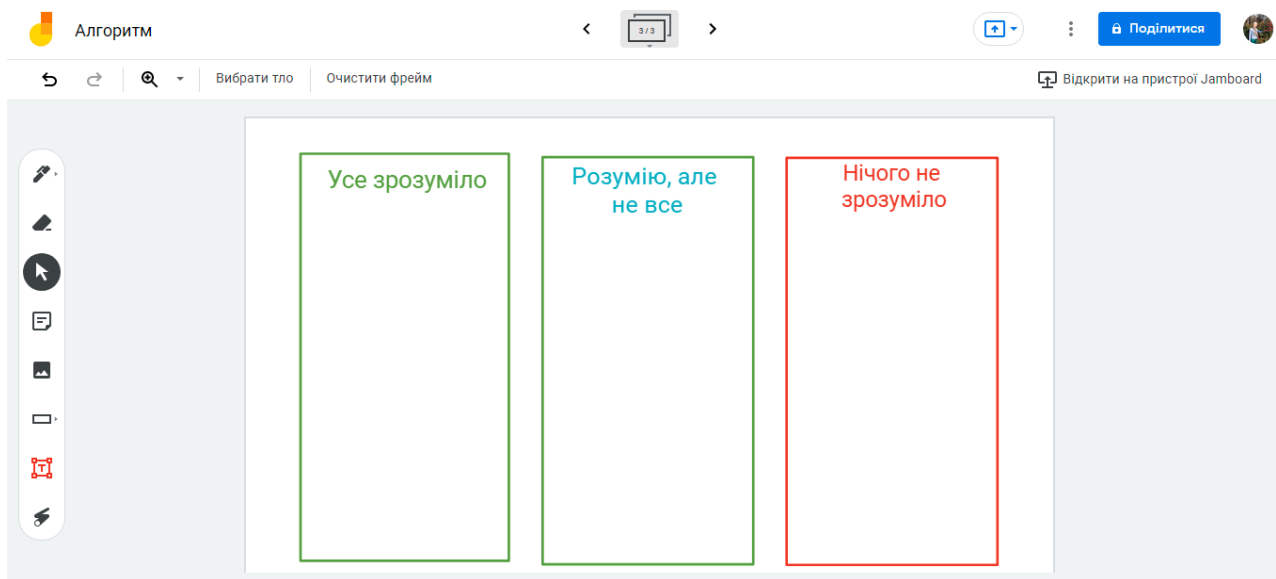 Алгоритм
3 / 3
Поділитися
Вибрати тло
Очистити фрейм
Відкрити на пристрої Jamboard
Усе зрозуміло
Розумію, але
не все
Нічого не
зрозуміло
T